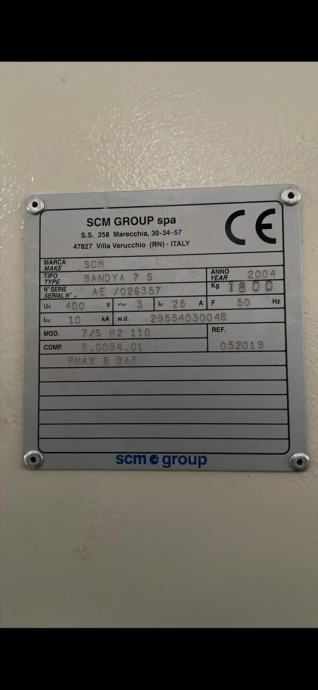 SCM GROUP spa
S.S. 258 Marecchia, 30-34-57
47827 Villa Verucchio (RN) - ITALY
CE
MARCA MAKE SCM
TIPO TYPE SANDYA 7 S ANNO YEAR 2004
N° SERIE SERIAL N°. AE /026357 Kg 1800
Un 400 V ~ 3 In 25 A F 50 Hz
Icc 10 kA w.d. 29584030048
MOD. 7/S M2 110 REF.
COMP. R.0094.01 052019
PMAX 8 BAR
scm group